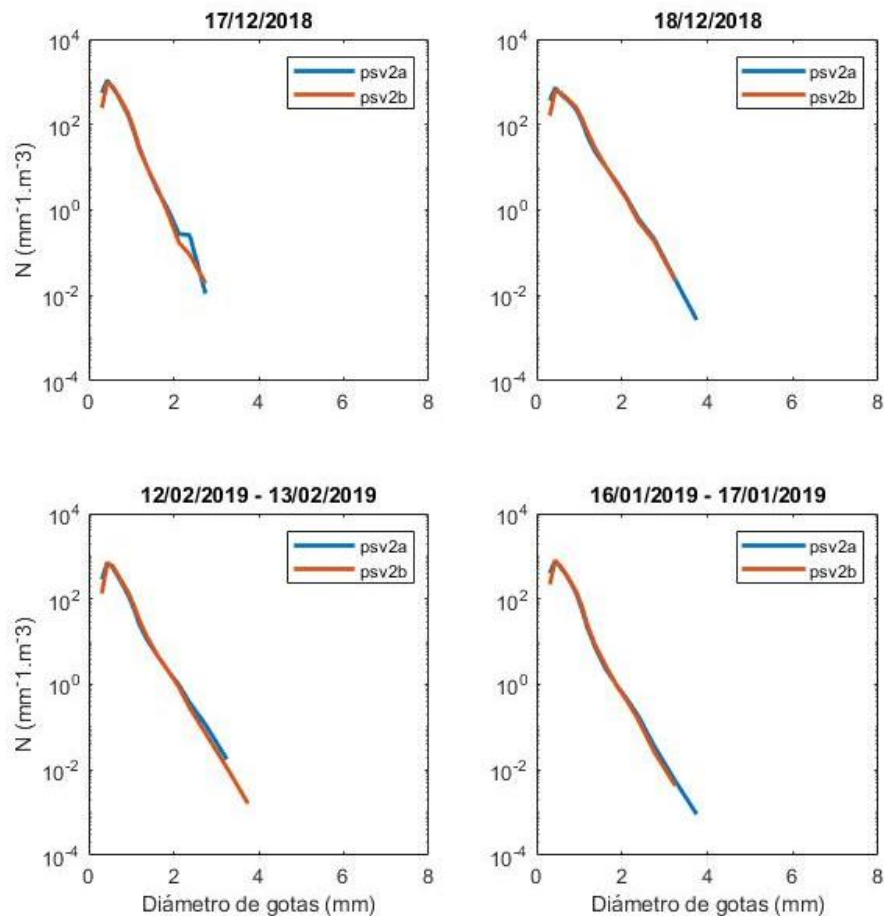 17/12/2018
10^4
10^2
10^0
10^-2
10^-4
N (mm^-1.m^-3)
psv2a
psv2b
0 2 4 6 8
18/12/2018
10^4
10^2
10^0
10^-2
10^-4
psv2a
psv2b
0 2 4 6 8
12/02/2019 - 13/02/2019
10^4
10^2
10^0
10^-2
10^-4
N (mm^-1.m^-3)
psv2a
psv2b
0 2 4 6 8
Diámetro de gotas (mm)
16/01/2019 - 17/01/2019
10^4
10^2
10^0
10^-2
10^-4
psv2a
psv2b
0 2 4 6 8
Diámetro de gotas (mm)